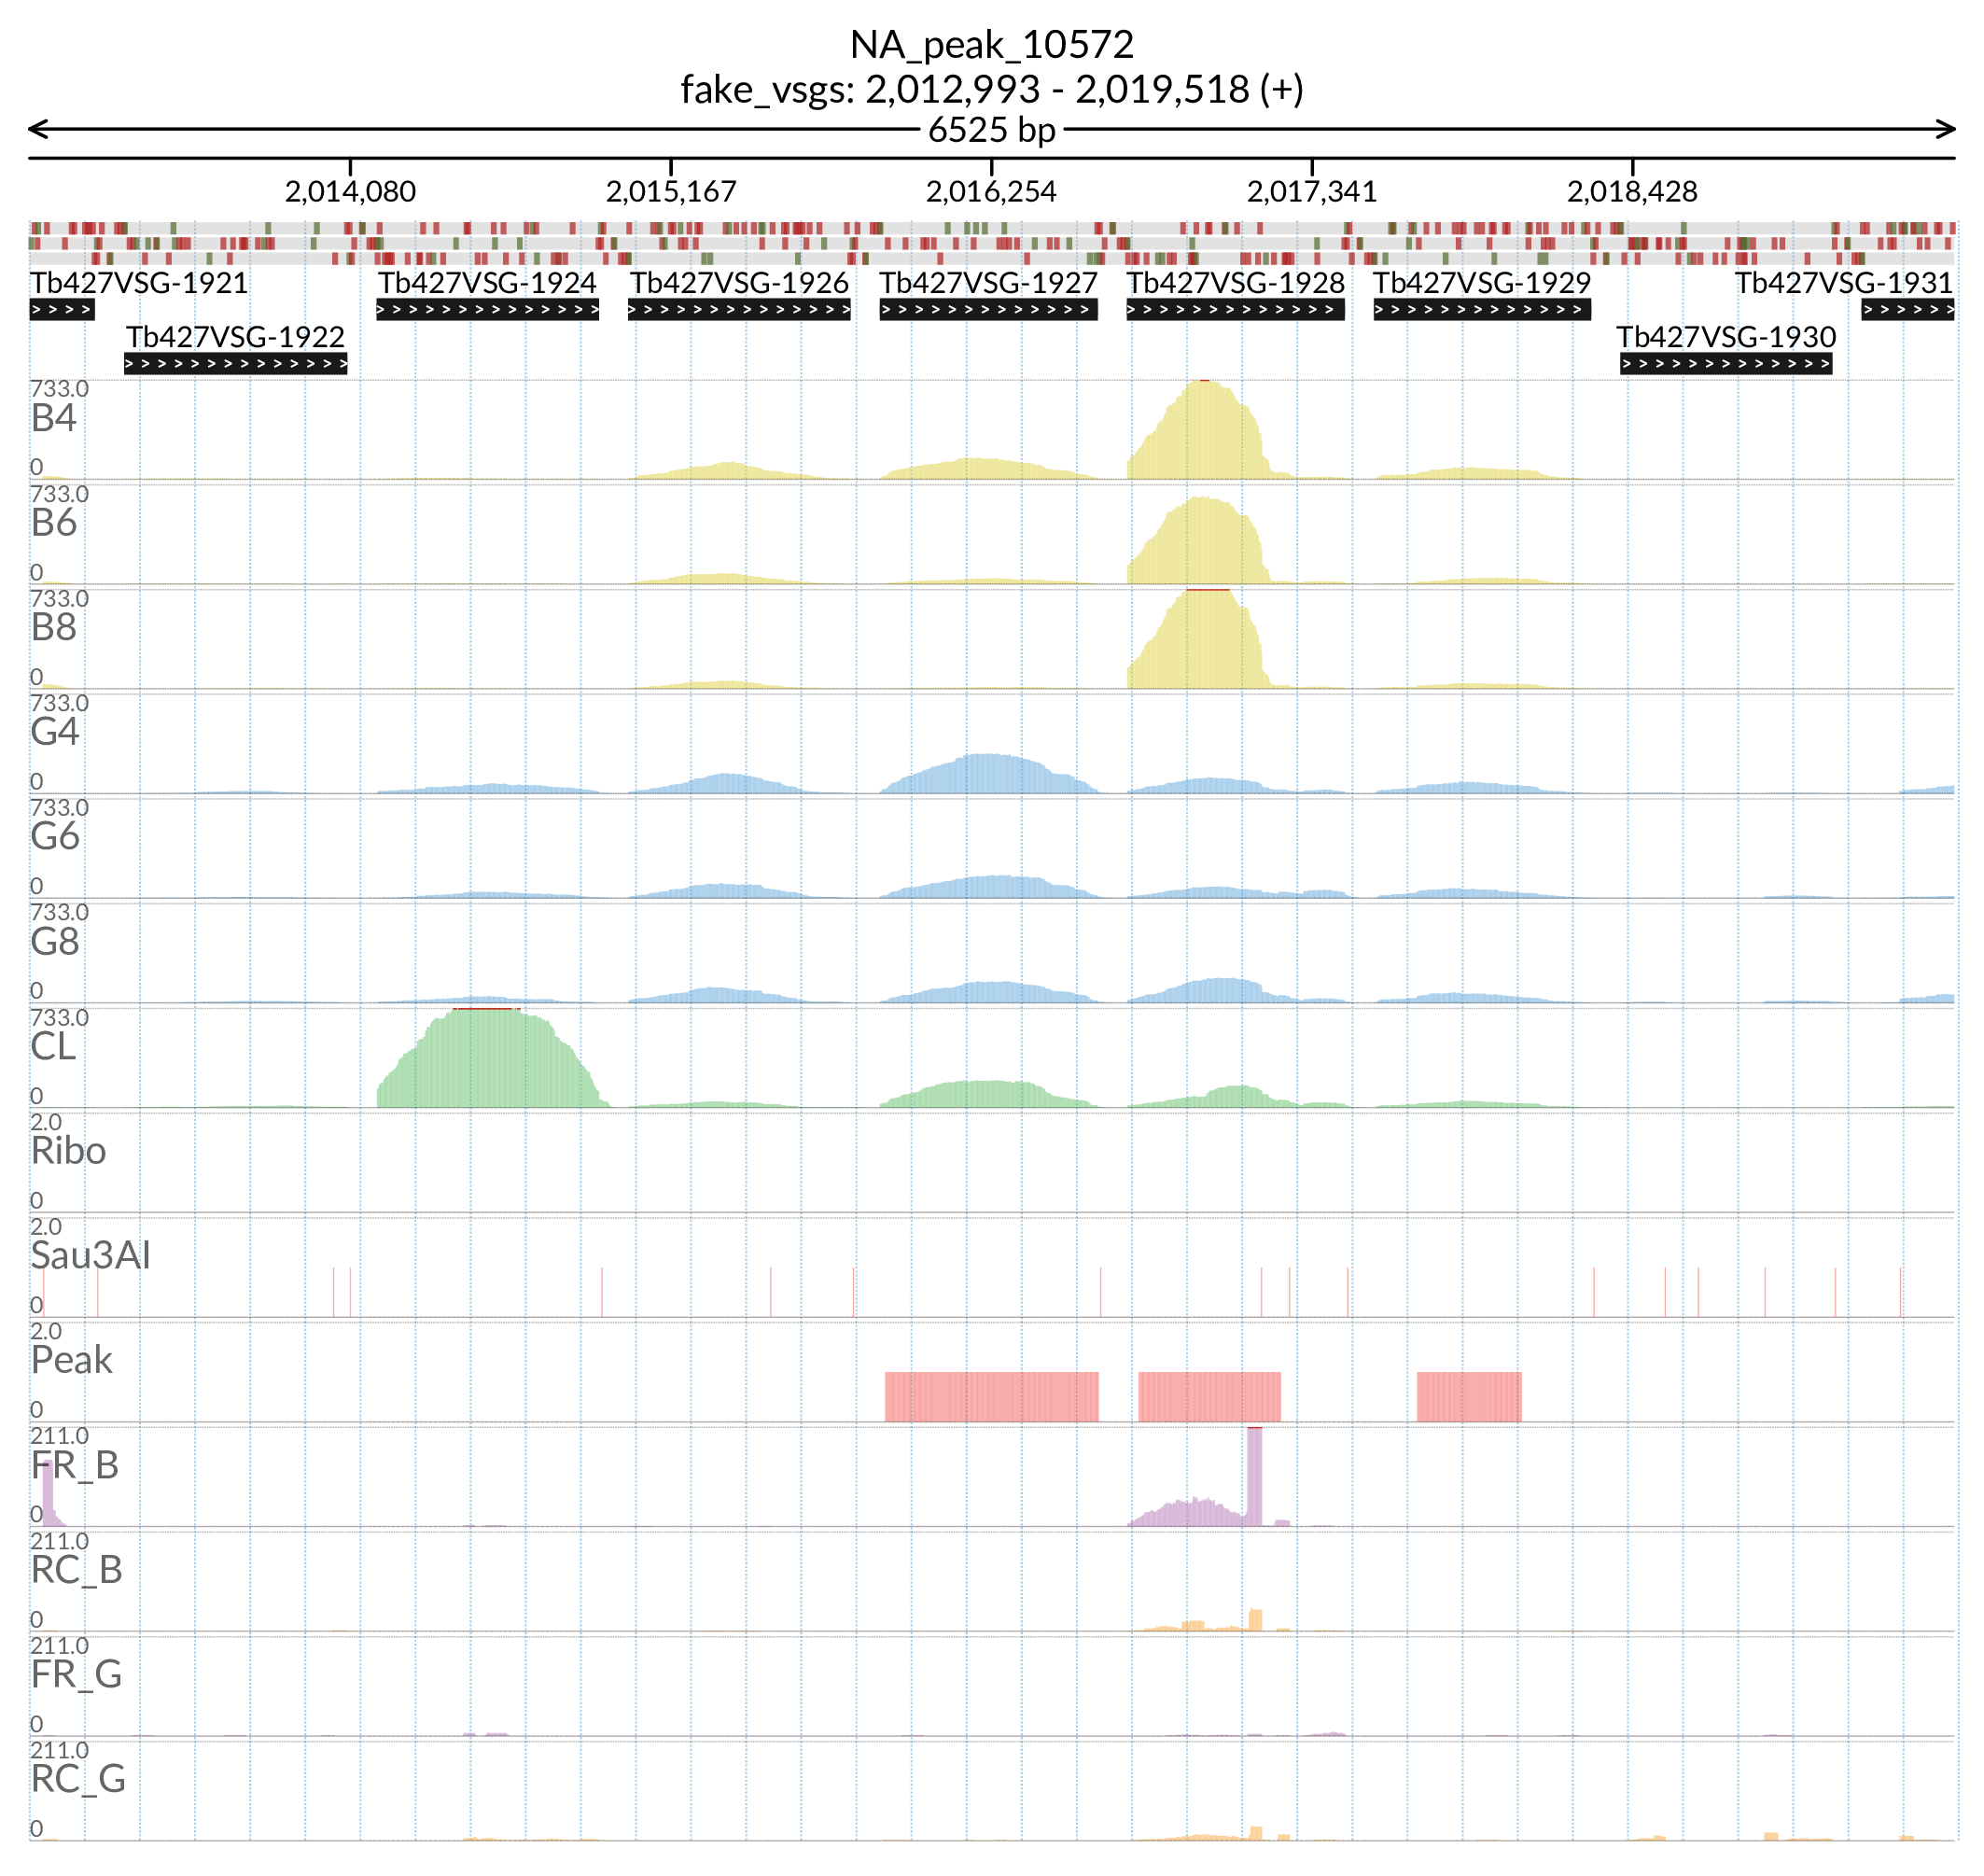 NA_peak_10572
fake_vsgs: 2,012,993 - 2,019,518 (+)
6525 bp
2,014,080 2,015,167 2,016,254 2,017,341 2,018,428
Tb427VSG-1921 Tb427VSG-1924 Tb427VSG-1926 Tb427VSG-1927 Tb427VSG-1928 Tb427VSG-1929 Tb427VSG-1931
Tb427VSG-1922 Tb427VSG-1930
733.0
B4
0
733.0
B6
0
733.0
B8
0
733.0
G4
0
733.0
G6
0
733.0
G8
0
733.0
CL
0
2.0
Ribo
0
2.0
Sau3AI
0
2.0
Peak
0
211.0
FR_B
0
211.0
RC_B
0
211.0
FR_G
0
211.0
RC_G
0